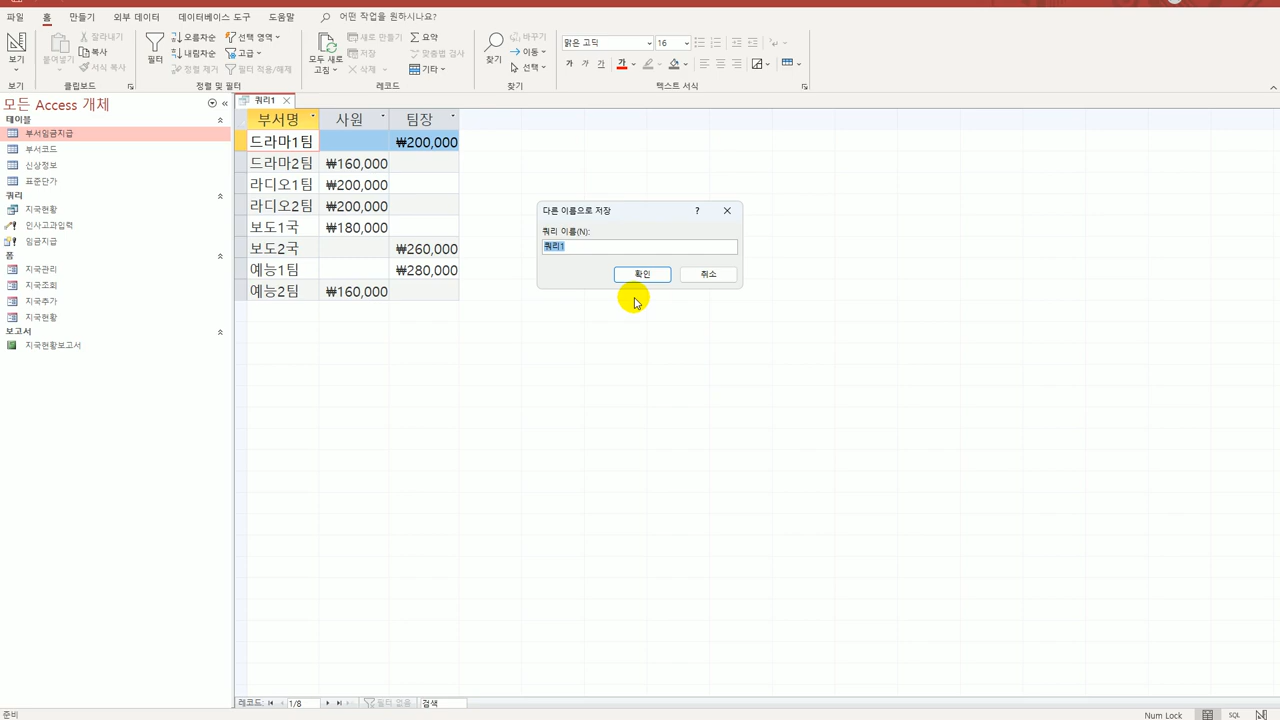 파일 홈 만들기 외부 데이터 데이터베이스 도구 도움말 어떤 작업을 원하시나요?
보기
보기
붙여넣기
잘라내기
복사
서식 복사
클립보드
필터
오름차순
내림차순
정렬 제거
선택 영역
고급
필터 적용/해제
정렬 및 필터
모두 새로 고침
새로 만들기
저장
삭제
요약
맞춤법 검사
기타
레코드
찾기
바꾸기
이동
선택
찾기
맑은 고딕 16
가 가 가 가
텍스트 서식
모든 Access 개체
테이블
부서임금지급
부서코드
신상정보
표준단가
쿼리
지국현황
인사고과입력
임금지급
폼
지국관리
지국조회
지국추가
지국현황
보고서
지국현황보고서
쿼리1
부서명 사원 팀장
드라마1팀 ₩200,000
드라마2팀 ₩160,000
라디오1팀 ₩200,000
라디오2팀 ₩200,000
보도1국 ₩180,000
보도2국 ₩260,000
예능1팀 ₩280,000
예능2팀 ₩160,000
다른 이름으로 저장 ?
쿼리 이름(N):
쿼리1
확인 취소
레코드: 1/8 필터 없음 검색
준비 Num Lock SQL